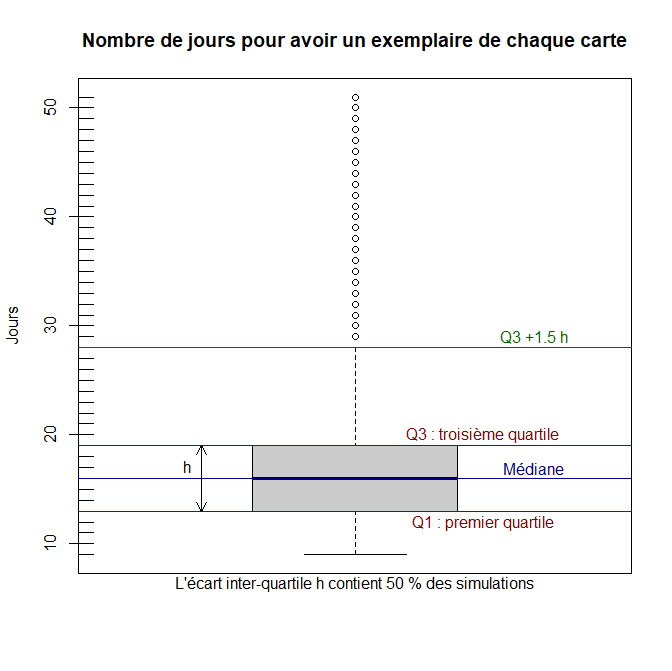 Nombre de jours pour avoir un exemplaire de chaque carte
50
40
30
20
10
Jours
Q3 +1.5 h
Q3 : troisième quartile
h
Médiane
Q1 : premier quartile
L'écart inter-quartile h contient 50 % des simulations